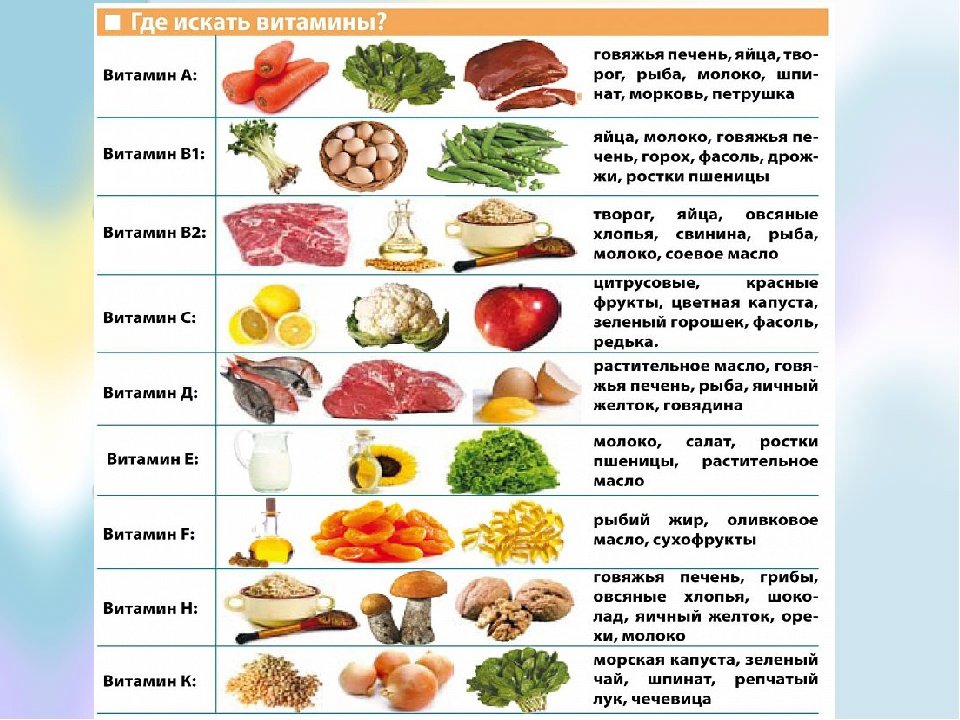 Где искать витамины?
Витамин А:
говяжья печень, яйца, тво-
рог, рыба, молоко, шпи-
нат, морковь, петрушка
Витамин В1:
яйца, молоко, говяжья пе-
чень, горох, фасоль, дрож-
жи, ростки пшеницы
Витамин В2:
творог, яйца, овсяные
хлопья, свинина, рыба,
молоко, соевое масло
Витамин С:
цитрусовые, красные
фрукты, цветная капуста,
зеленый горошек, фасоль,
редька.
Витамин Д:
растительное масло, говя-
жья печень, рыба, яичный
желток, говядина
Витамин Е:
молоко, салат, ростки
пшеницы, растительное
масло
Витамин F:
рыбий жир, оливковое
масло, сухофрукты
Витамин Н:
говяжья печень, грибы,
овсяные хлопья, шоко-
лад, яичный желток, оре-
хи, молоко
Витамин К:
морская капуста, зеленый
чай, шпинат, репчатый
лук, чечевица